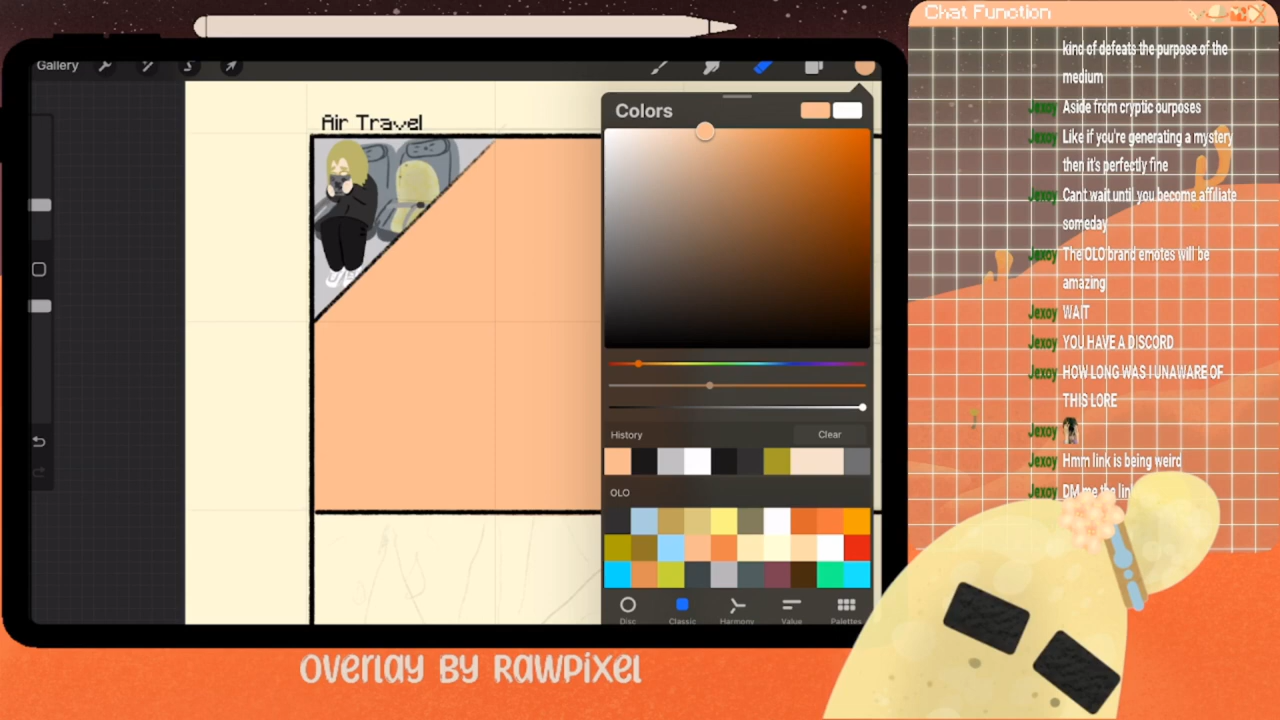 Gallery
Air Travel
Colors
History
Clear
OLO
Disc
Classic
Harmony
Value
Palettes
OVERLAY BY RAWPIXEL
Chat Function
kind of defeats the purpose of the
medium
Jexoy Aside from cryptic ourposes
Jexoy Like if you're generating a mystery
then it's perfectly fine
Jexoy Cant wait until you become affiliate
someday
Jexoy The OLO brand emotes will be
amazing
Jexoy WAIT
Jexoy YOU HAVE A DISCORD
Jexoy HOW LONG WAS I UNAWARE OF
THIS LORE
Jexoy
Jexoy Hmm link is being weird
Jexoy DM me the link